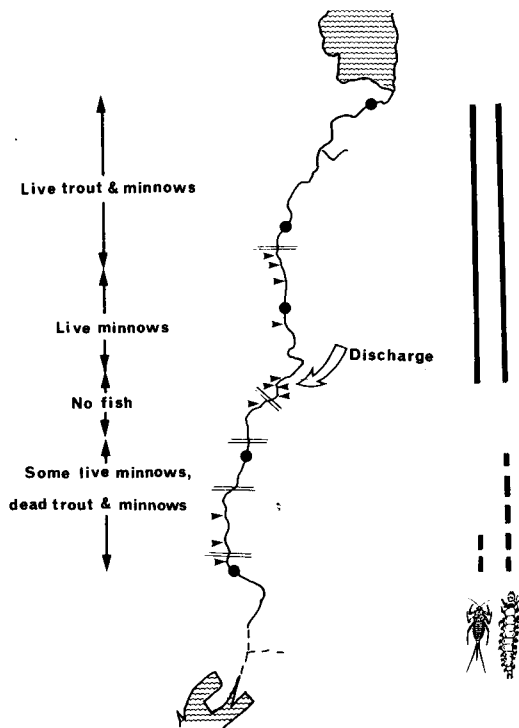 Live trout & minnows
Live minnows
Discharge
No fish
Some live minnows,
dead trout & minnows